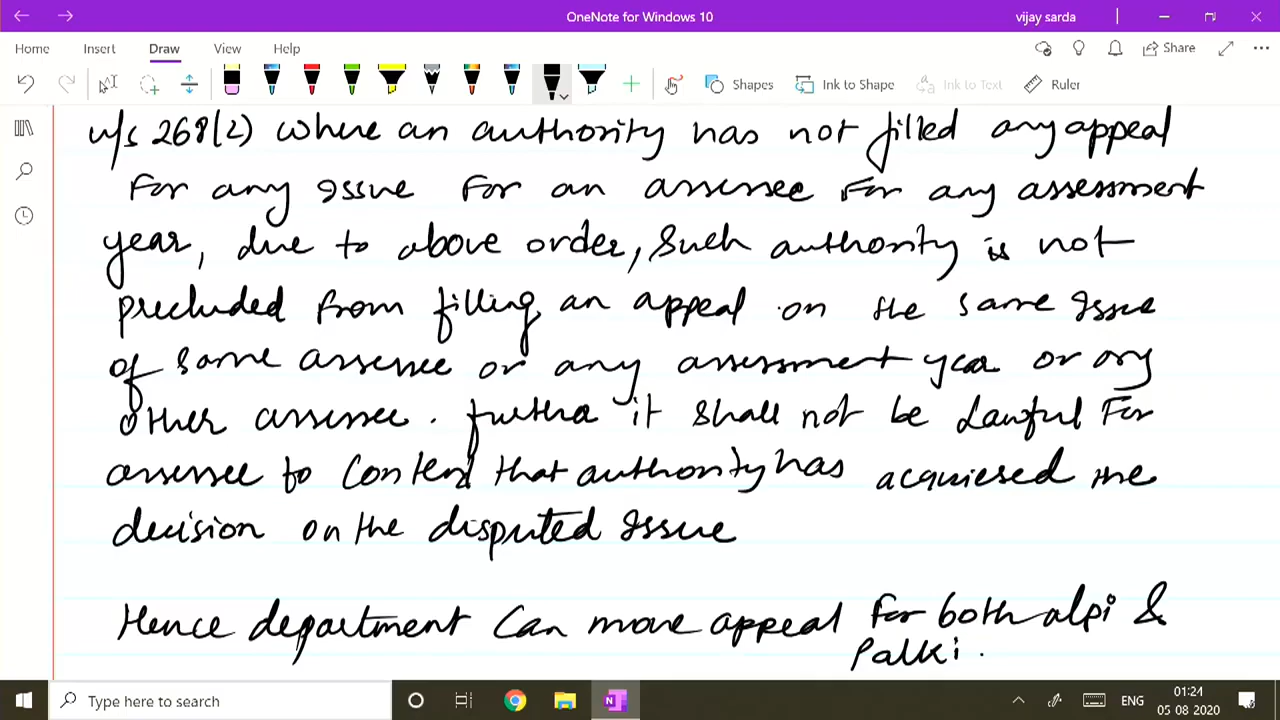 OneNote for Windows 10
vijay sarda
Home Insert Draw View Help
Share
Shapes Ink to Shape Ink to Text Ruler
u/s 268(2) where an authority has not filled any appeal
For any Issue For an assessee For any assessment
year, due to above order, such authority is not
precluded from filling an appeal on the same Issue
of same assessee or any assessment year or any
other assessee. further it shall not be Lawful For
assessee to Contend that authority has acquiesed the
decision on the disputed Issue
Hence department Can move appeal For both alpi &
Palki.
Type here to search
ENG
01:24
05-08-2020